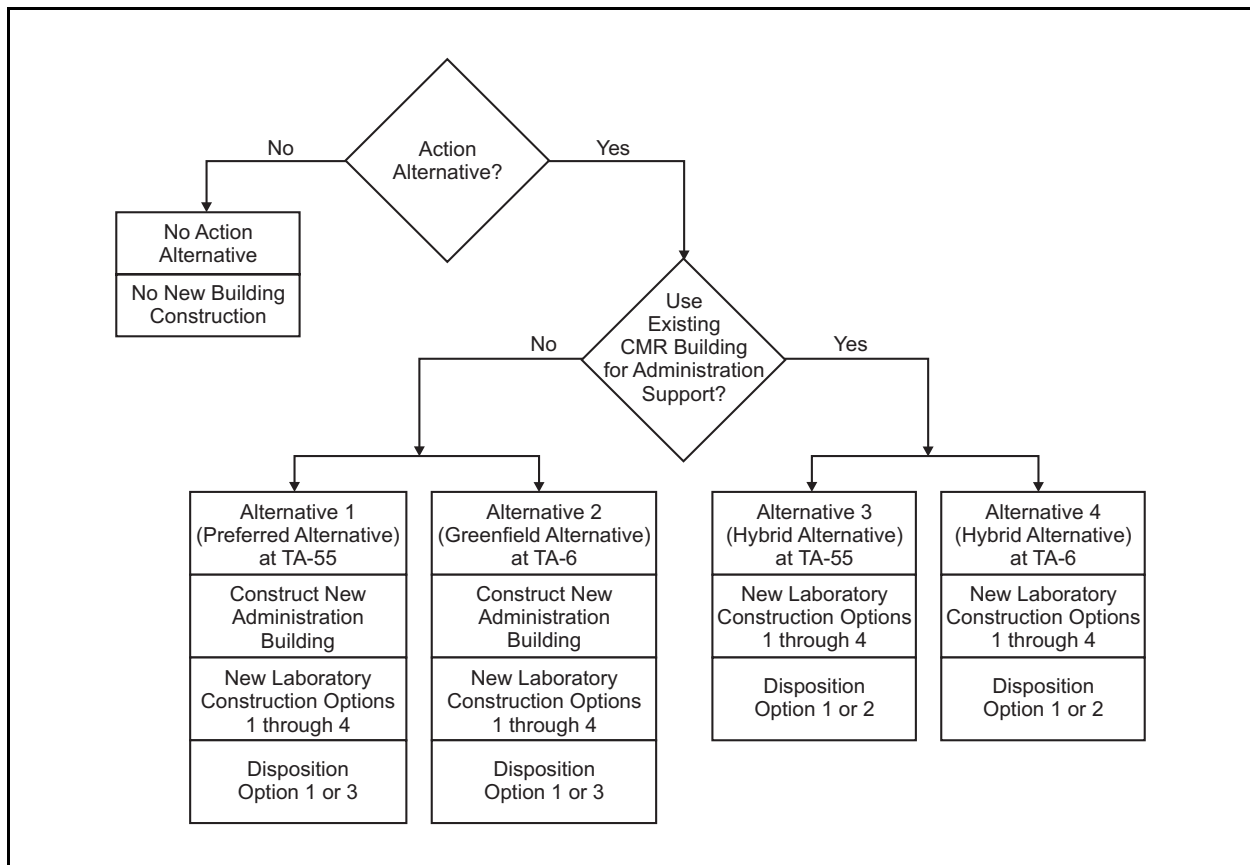 Action
Alternative?
No
Yes
No Action
Alternative
No New Building
Construction
Use
Existing
CMR Building
for Administration
Support?
No
Yes
Alternative 1
(Preferred Alternative)
at TA-55
Construct New
Administration
Building
New Laboratory
Construction Options
1 through 4
Disposition
Option 1 or 3
Alternative 2
(Greenfield Alternative)
at TA-6
Construct New
Administration
Building
New Laboratory
Construction Options
1 through 4
Disposition
Option 1 or 3
Alternative 3
(Hybrid Alternative)
at TA-55
New Laboratory
Construction Options
1 through 4
Disposition
Option 1 or 2
Alternative 4
(Hybrid Alternative)
at TA-6
New Laboratory
Construction Options
1 through 4
Disposition
Option 1 or 2